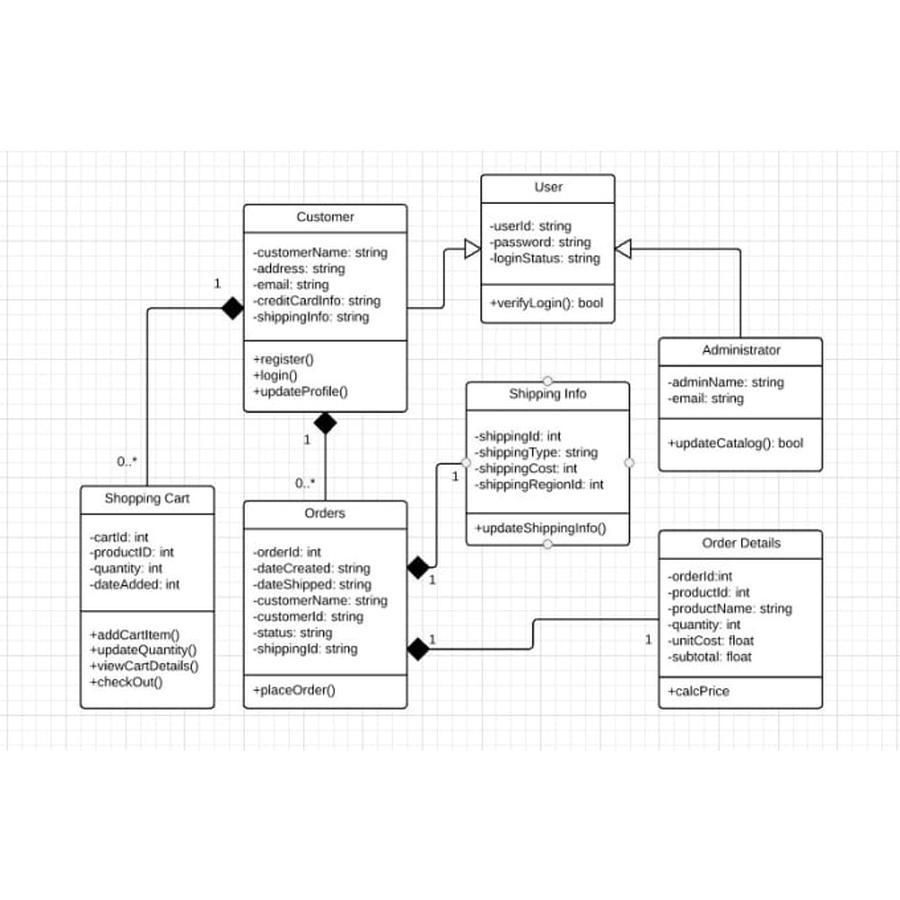 User
-userId: string
-password: string
-loginStatus: string
+verifyLogin(): bool
Customer
-customerName: string
-address: string
-email: string
-creditCardInfo: string
-shippingInfo: string
+register()
+login()
+updateProfile()
1
0..*
1
0..*
Administrator
-adminName: string
-email: string
+updateCatalog(): bool
Shipping Info
-shippingId: int
-shippingType: string
-shippingCost: int
-shippingRegionId: int
+updateShippingInfo()
1
1
Shopping Cart
-cartId: int
-productID: int
-quantity: int
-dateAdded: int
+addCartItem()
+updateQuantity()
+viewCartDetails()
+checkOut()
Orders
-orderId: int
-dateCreated: string
-dateShipped: string
-customerName: string
-customerId: string
-status: string
-shippingId: string
+placeOrder()
1
1
Order Details
-orderId:int
-productId: int
-productName: string
-quantity: int
-unitCost: float
-subtotal: float
+calcPrice